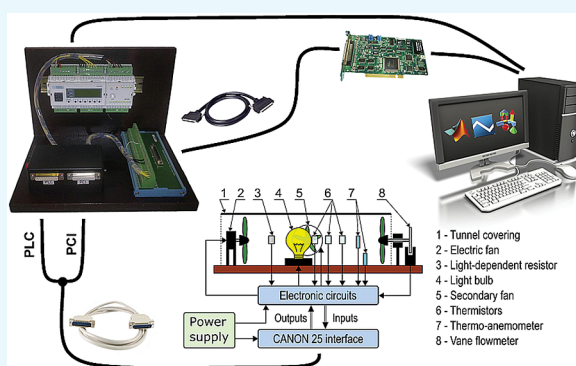 PLC
PCI
PLC
PCI
1 2 3 4 5 6 7 8
Electronic circuits
Power supply
Outputs
Inputs
CANON 25 interface
1 - Tunnel covering
2 - Electric fan
3 - Light-dependent resistor
4 - Light bulb
5 - Secondary fan
6 - Thermistors
7 - Thermo-anemometer
8 - Vane flowmeter